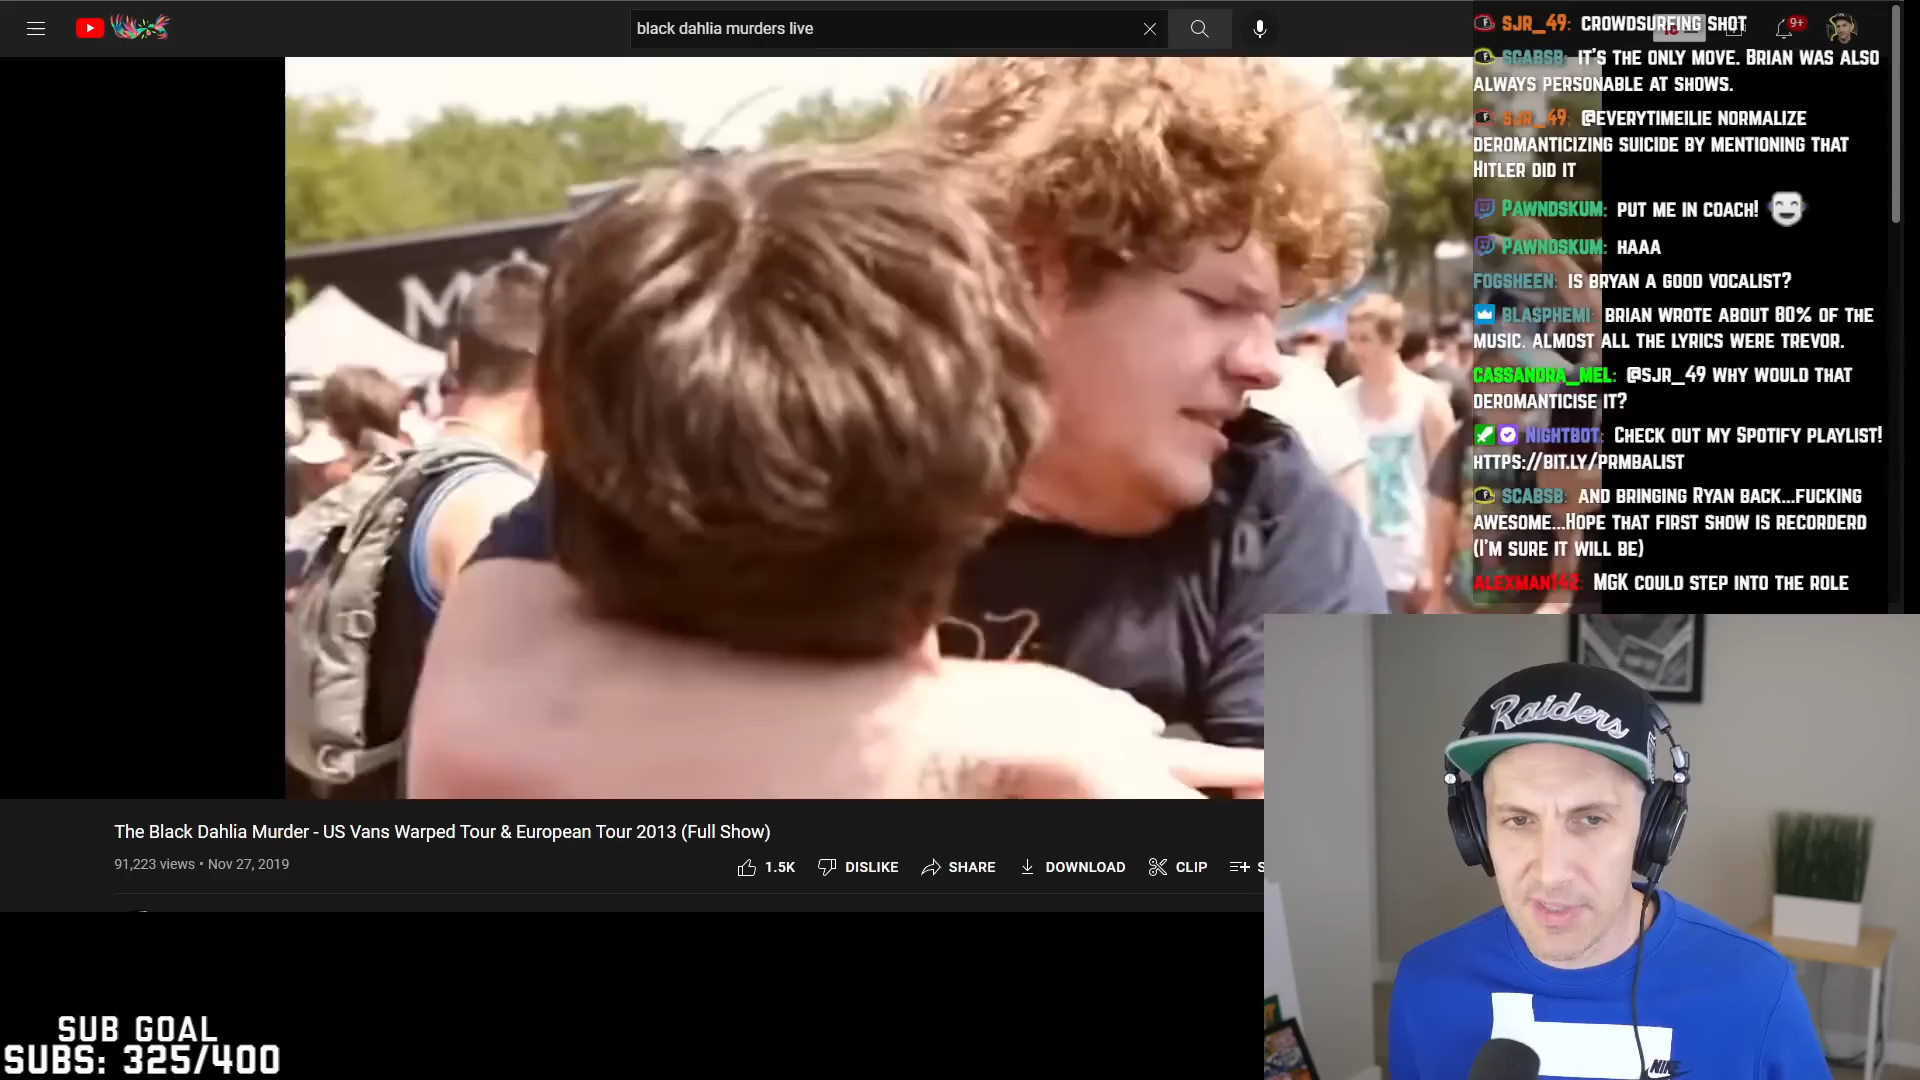 black dahlia murders live
9+
SJR_49: CROWDSURFING SHOT
SCABSB: IT'S THE ONLY MOVE. BRIAN WAS ALSO
ALWAYS PERSONABLE AT SHOWS.
SJR_49: @EVERYTIMEILIE NORMALIZE
DEROMANTICIZING SUICIDE BY MENTIONING THAT
HITLER DID IT
PAWNDSKUM: PUT ME IN COACH!
PAWNDSKUM: HAAA
FOGSHEEN: IS BRYAN A GOOD VOCALIST?
BLASPHEMI: BRIAN WROTE ABOUT 80% OF THE
MUSIC. ALMOST ALL THE LYRICS WERE TREVOR.
CASSANDRA_MEL: @SJR_49 WHY WOULD THAT
DEROMANTICISE IT?
NIGHTBOT: CHECK OUT MY SPOTIFY PLAYLIST!
HTTPS://BIT.LY/PRMBALIST
SCABSB: AND BRINGING RYAN BACK...FUCKING
AWESOME...HOPE THAT FIRST SHOW IS RECORDERD
(I'M SURE IT WILL BE)
ALEXMAN142: MGK COULD STEP INTO THE ROLE
Raiders
The Black Dahlia Murder - US Vans Warped Tour & European Tour 2013 (Full Show)
91,223 views • Nov 27, 2019
1.5K DISLIKE SHARE DOWNLOAD CLIP
SUB GOAL
SUBS: 325/400
NIKE